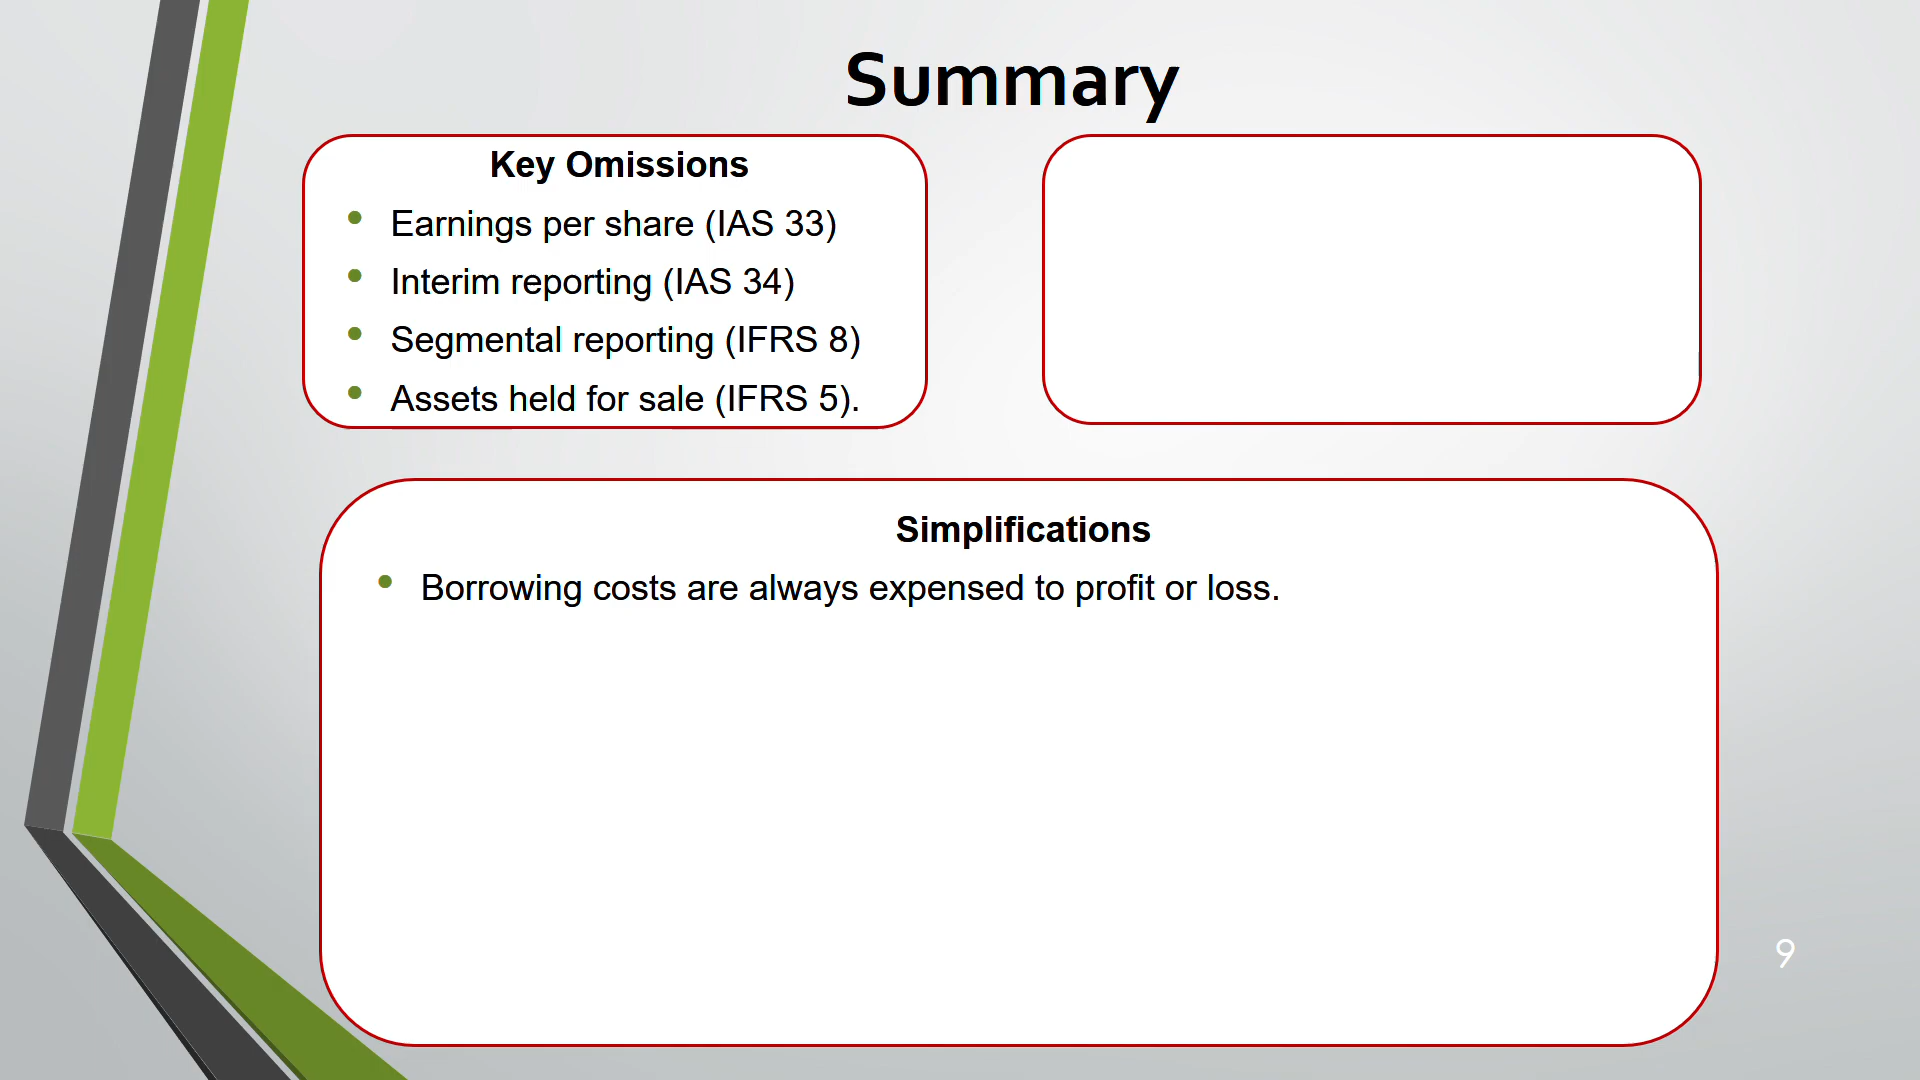 Summary
Key Omissions
• Earnings per share (IAS 33)
• Interim reporting (IAS 34)
• Segmental reporting (IFRS 8)
• Assets held for sale (IFRS 5).
Simplifications
• Borrowing costs are always expensed to profit or loss.
9